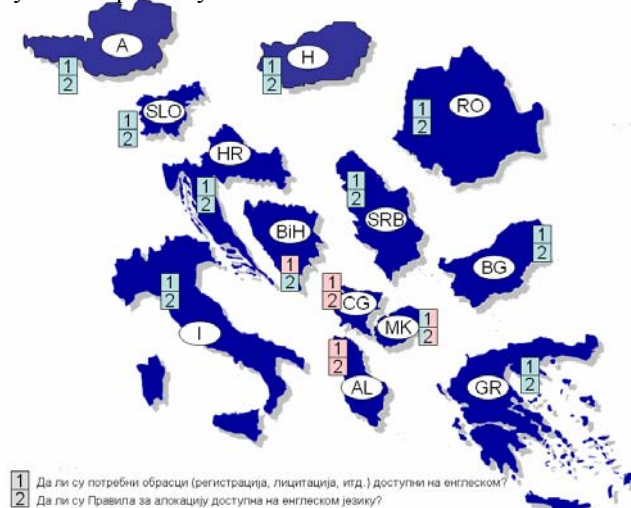 A
1
2
H
1
2
RO
1
2
SLO
1
2
HR
1
2
SRB
1
2
BiH
1
2
BG
1
2
I
1
2
CG
1
2
MK
1
2
AL
1
2
GR
1
2
1 Да ли су потребни обрасци (регистрација, лицитација, итд.) доступни на енглеском?
2 Да ли су Правила за алокацију доступна на енглеском језику?